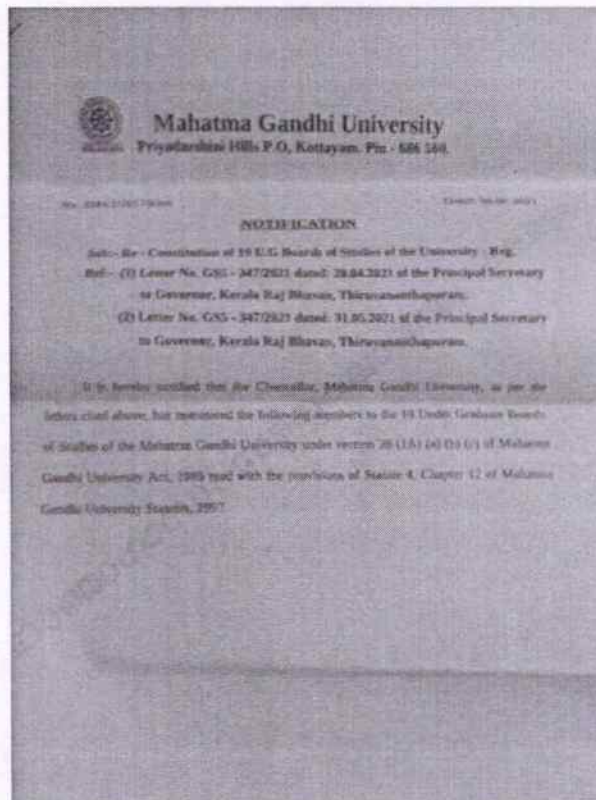 Mahatma Gandhi University
Priyadarshini Hills P.O, Kottayam. Pin - 686 560.
NOTIFICATION
Sub:- Re - Constitution of 19 U.G Boards of Studies of the University - Reg.
Ref:- (1) Letter No. GS5 - 347/2021 dated: 28.04.2021 of the Principal Secretary
to Governor, Kerala Raj Bhavan, Thiruvananthapuram.
(2) Letter No. GS5 - 347/2021 dated: 31.05.2021 of the Principal Secretary
to Governor, Kerala Raj Bhavan, Thiruvananthapuram.
It is hereby notified that the Chancellor, Mahatma Gandhi University, as per the
letters cited above, has nominated the following members to the 19 Under Graduate Boards
of Studies of the Mahatma Gandhi University under section of Mahatma
Gandhi University Act, 1985 read with the provisions of Statute 4, Chapter 12 of Mahatma
Gandhi University Statutes, 1997.